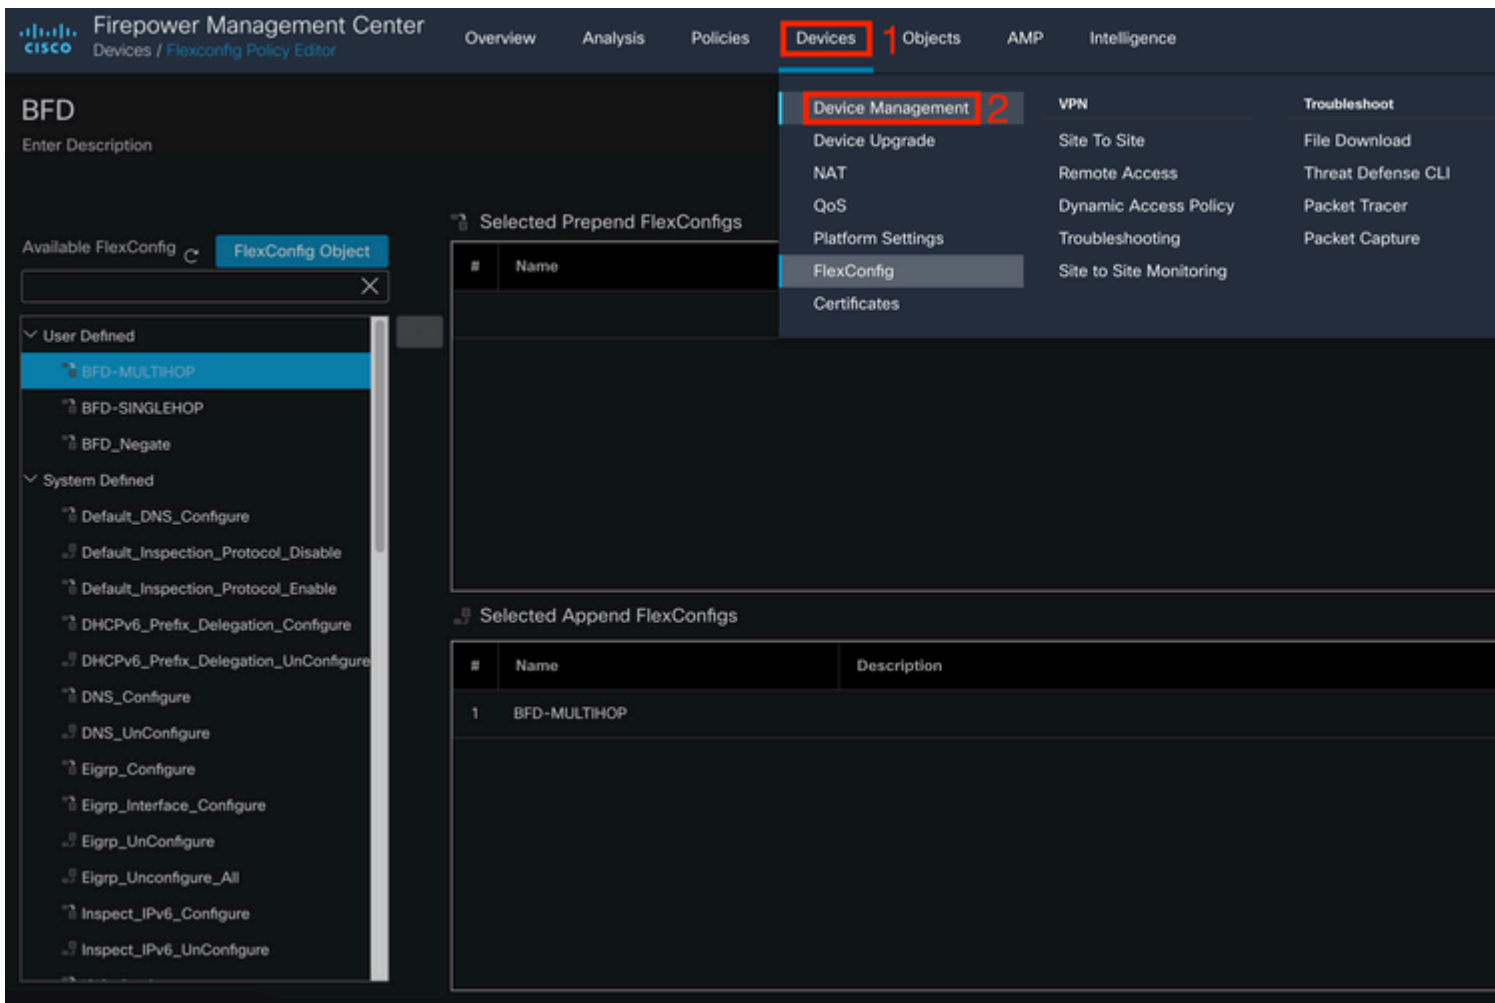 CISCO
Firepower Management Center
Devices / Flexconfig Policy Editor
Overview
Analysis
Policies
Devices
1
Objects
AMP
Intelligence
BFD
Enter Description
Device Management
2
Device Upgrade
NAT
QoS
Platform Settings
FlexConfig
Certificates
VPN
Site To Site
Remote Access
Dynamic Access Policy
Troubleshooting
Site to Site Monitoring
Troubleshoot
File Download
Threat Defense CLI
Packet Tracer
Packet Capture
Available FlexConfig
FlexConfig Object
User Defined
BFD-MULTIHOP
BFD-SINGLEHOP
BFD_Negate
System Defined
Default_DNS_Configure
Default_Inspection_Protocol_Disable
Default_Inspection_Protocol_Enable
DHCPv6_Prefix_Delegation_Configure
DHCPv6_Prefix_Delegation_UnConfigure
DNS_Configure
DNS_UnConfigure
Eigrp_Configure
Eigrp_Interface_Configure
Eigrp_UnConfigure
Eigrp_Unconfigure_All
Inspect_IPv6_Configure
Inspect_IPv6_UnConfigure
Selected Prepend FlexConfigs
# Name
Selected Append FlexConfigs
# Name Description
1 BFD-MULTIHOP